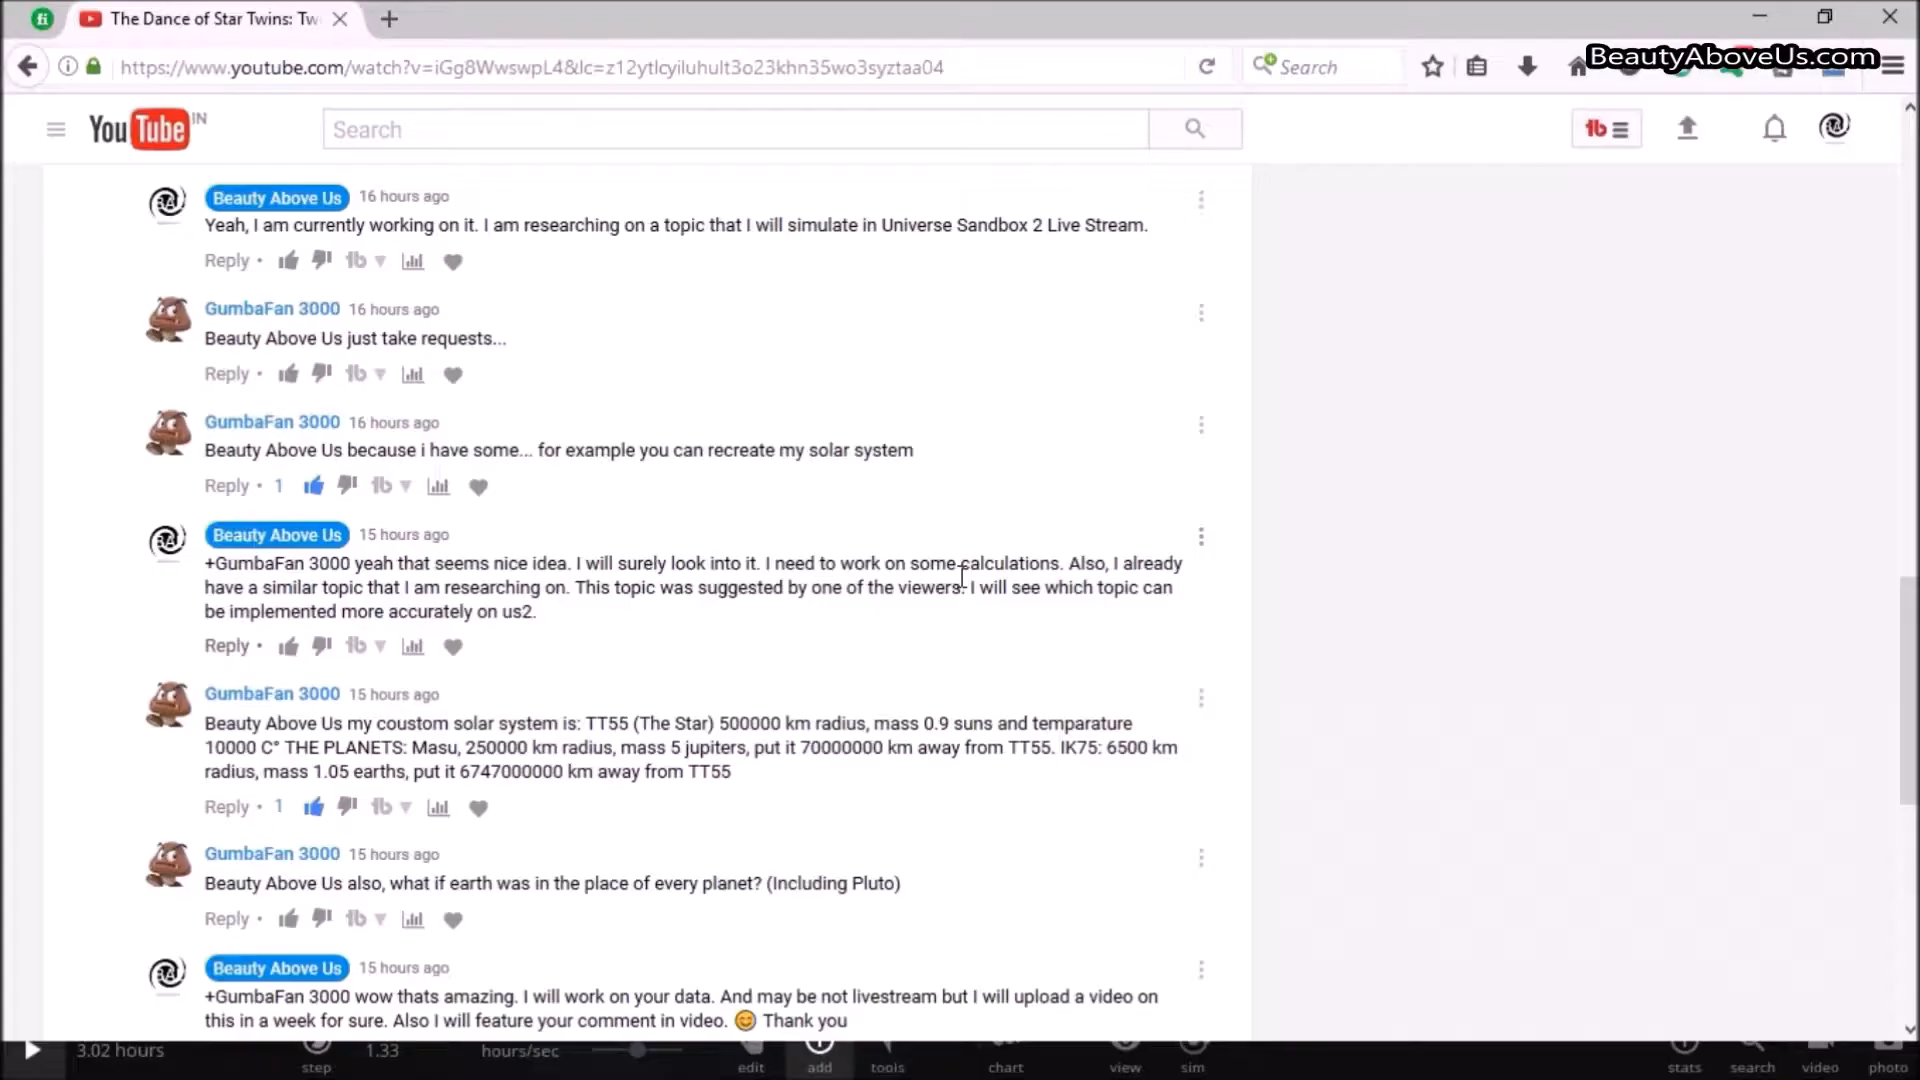 The Dance of Star Twins: Tw
https://www.youtube.com/watch?v=iGg8WwswpL4&lc=z12ytlcyiluhult3o23khn35wo3syztaa04
Search
BeautyAboveUs.com
YouTube IN
Search
Beauty Above Us 16 hours ago
Yeah, I am currently working on it. I am researching on a topic that I will simulate in Universe Sandbox 2 Live Stream.
Reply •
GumbaFan 3000 16 hours ago
Beauty Above Us just take requests...
Reply •
GumbaFan 3000 16 hours ago
Beauty Above Us because i have some... for example you can recreate my solar system
Reply • 1
Beauty Above Us 15 hours ago
+GumbaFan 3000 yeah that seems nice idea. I will surely look into it. I need to work on some calculations. Also, I already
have a similar topic that I am researching on. This topic was suggested by one of the viewers. I will see which topic can
be implemented more accurately on us2.
Reply •
GumbaFan 3000 15 hours ago
Beauty Above Us my coustom solar system is: TT55 (The Star) 500000 km radius, mass 0.9 suns and temparature
10000 C° THE PLANETS: Masu, 250000 km radius, mass 5 jupiters, put it 70000000 km away from TT55. IK75: 6500 km
radius, mass 1.05 earths, put it 6747000000 km away from TT55
Reply • 1
GumbaFan 3000 15 hours ago
Beauty Above Us also, what if earth was in the place of every planet? (Including Pluto)
Reply •
Beauty Above Us 15 hours ago
+GumbaFan 3000 wow thats amazing. I will work on your data. And may be not livestream but I will upload a video on
this in a week for sure. Also I will feature your comment in video. 😊 Thank you
3.02 hours step 1.33 hours/sec edit add tools chart view sim stats search video photo